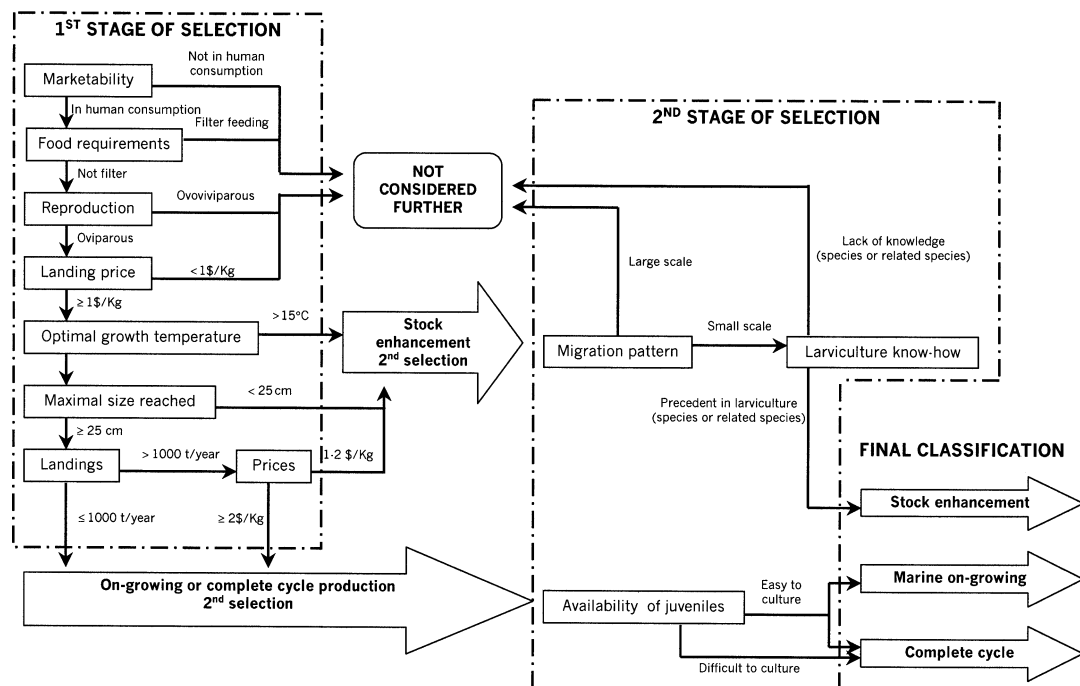 1ST STAGE OF SELECTION
Not in human
consumption
Marketability
In human consumption
Filter feeding
Food requirements
Not filter
Reproduction
Ovoviviparous
Oviparous
Landing price
<1$/Kg
≥1$/Kg
Optimal growth temperature
>15°C
Maximal size reached
< 25 cm
≥ 25 cm
Landings
> 1000 t/year
Prices
1-2 $/Kg
≤1000 t/year
≥ 2$/Kg
NOT
CONSIDERED
FURTHER
Stock
enhancement
2nd selection
On-growing or complete cycle production
2nd selection
2ND STAGE OF SELECTION
Lack of knowledge
(species or related species)
Large scale
Migration pattern
Small scale
Larviculture know-how
Precedent in larviculture
(species or related species)
Availability of juveniles
Easy to
culture
Difficult to culture
FINAL CLASSIFICATION
Stock enhancement
Marine on-growing
Complete cycle